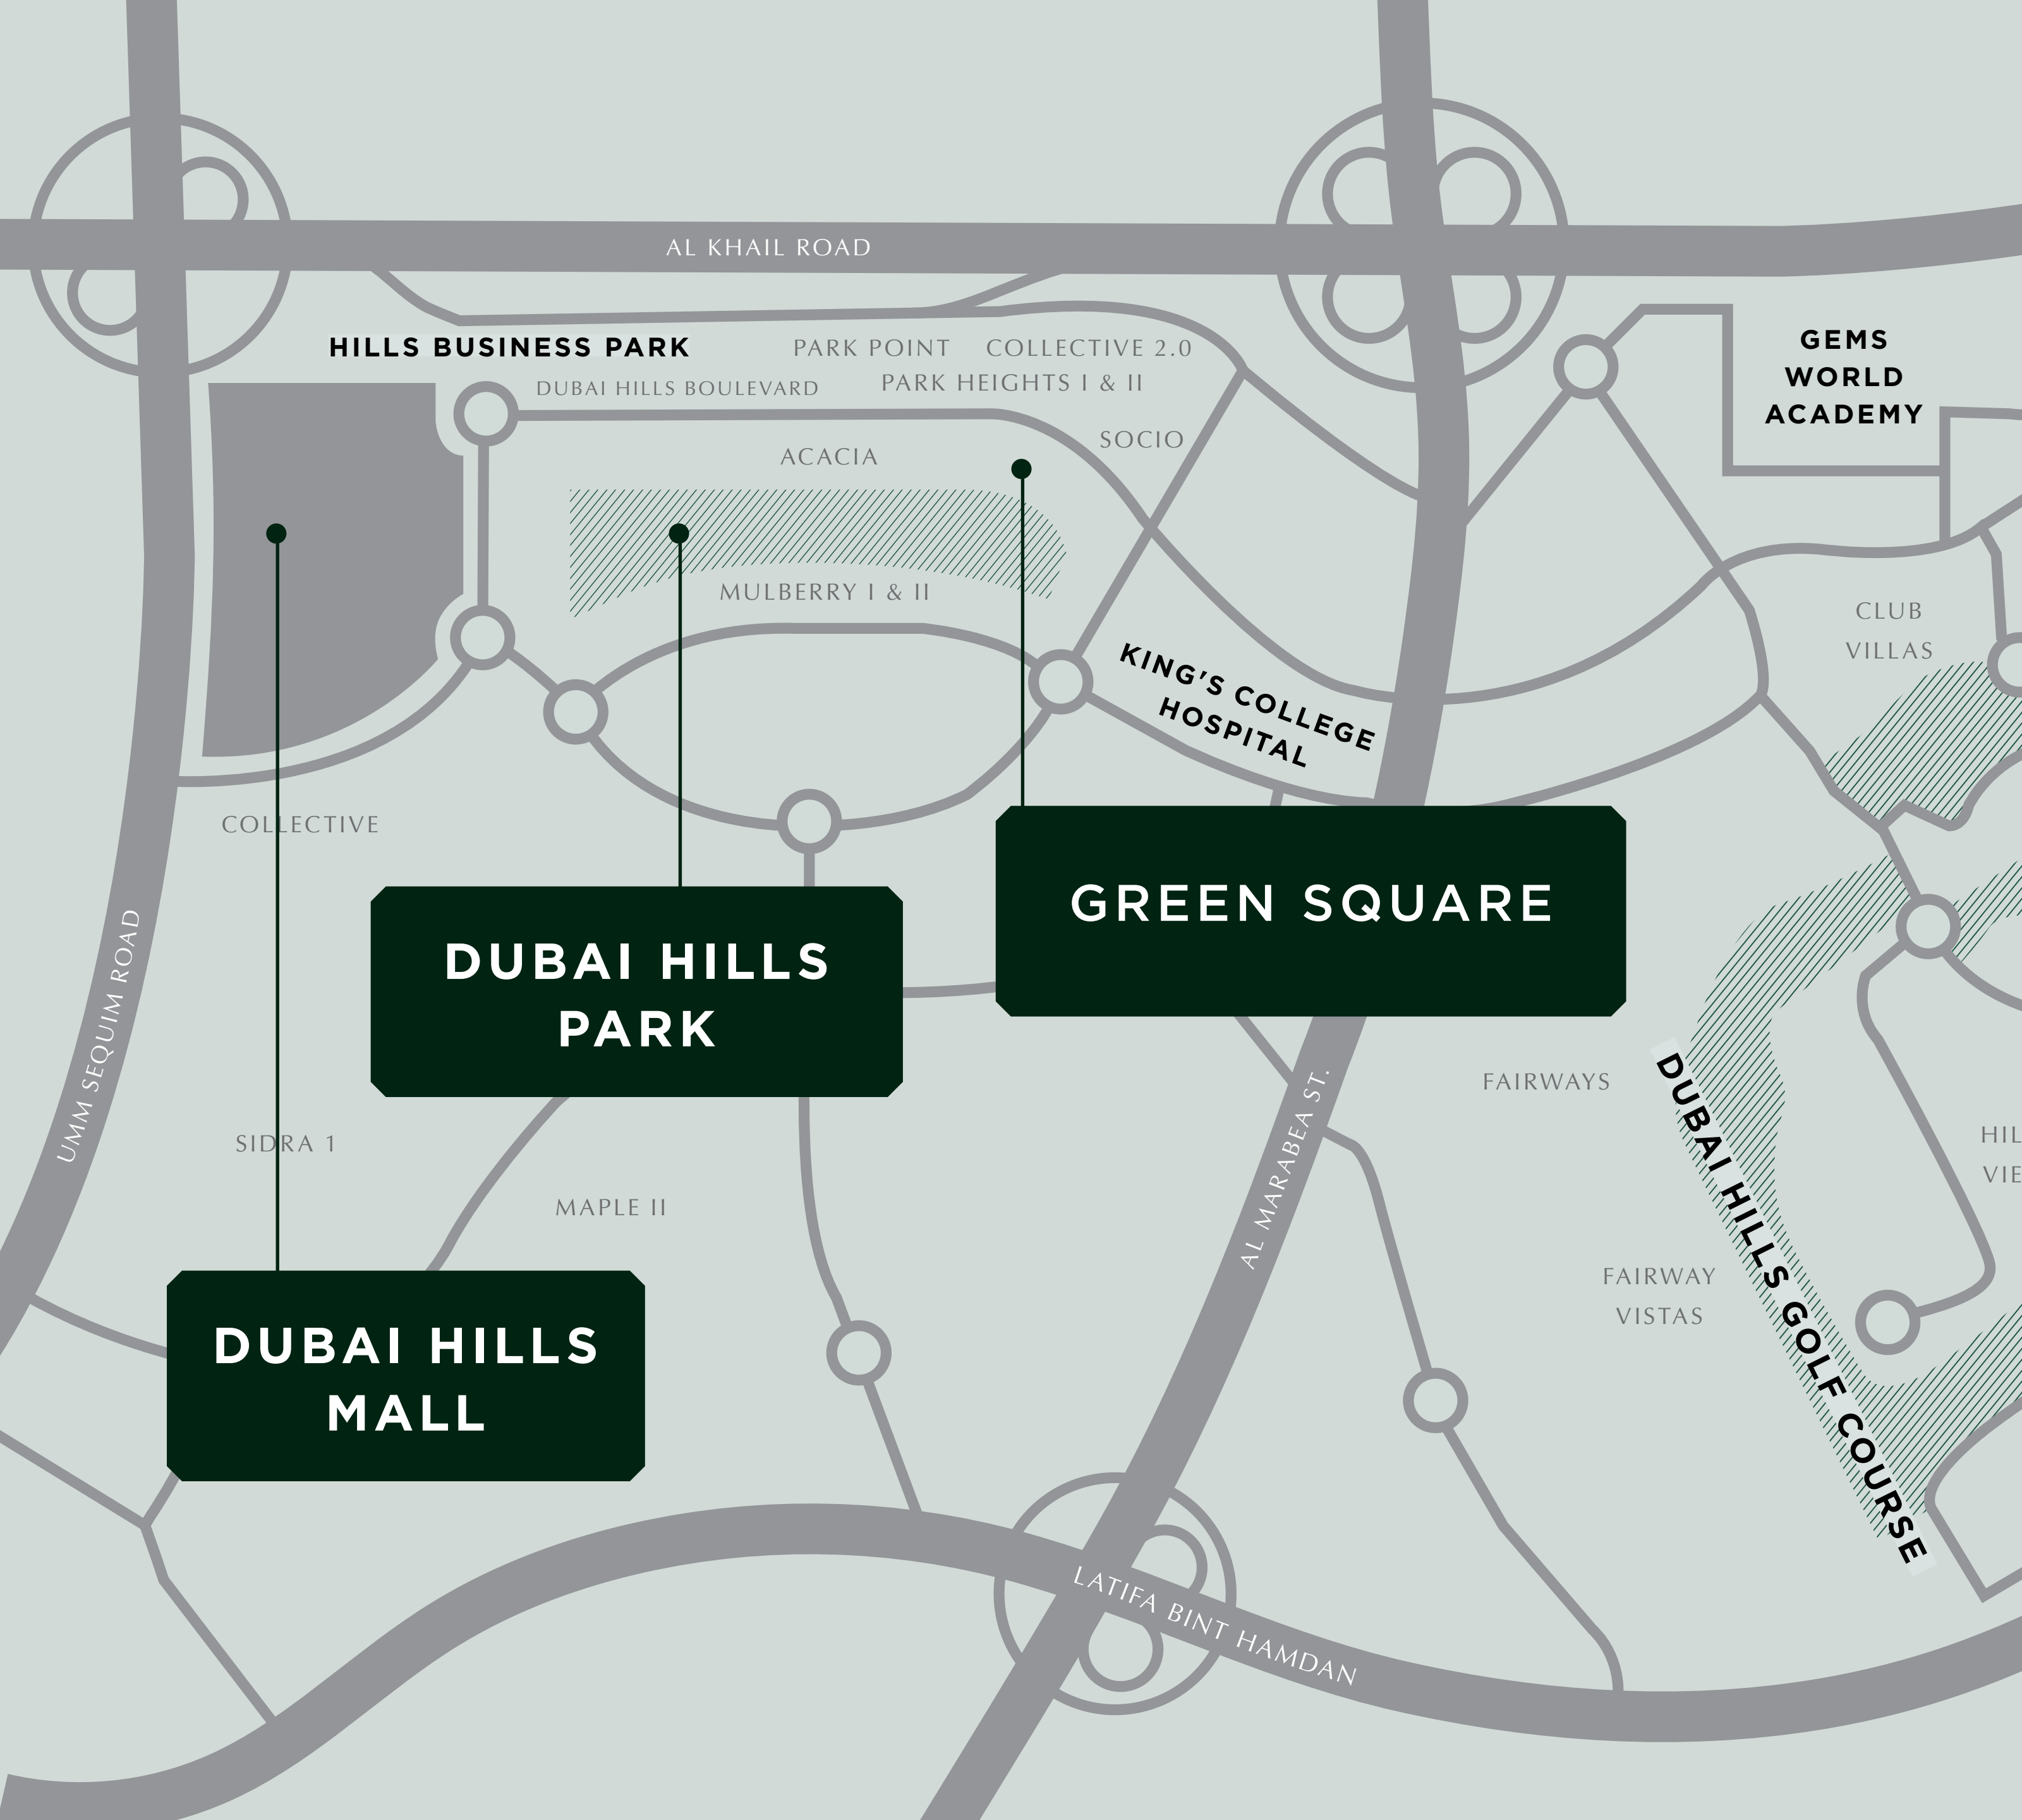 AL KHAIL ROAD
HILLS BUSINESS PARK
PARK POINT
COLLECTIVE 2.0
DUBAI HILLS BOULEVARD
PARK HEIGHTS I & II
GEMS
WORLD
ACADEMY
SOCIO
ACACIA
MULBERRY I & II
CLUB
VILLAS
KING'S COLLEGE
HOSPITAL
COLLECTIVE
GREEN SQUARE
DUBAI HILLS
PARK
UMM SEQUIM ROAD
SIDRA 1
MAPLE II
AL MARABEA ST.
FAIRWAYS
HIL
VIE
FAIRWAY
VISTAS
DUBAI HILLS GOLF COURSE
DUBAI HILLS
MALL
LATIFA BINT HAMDAN